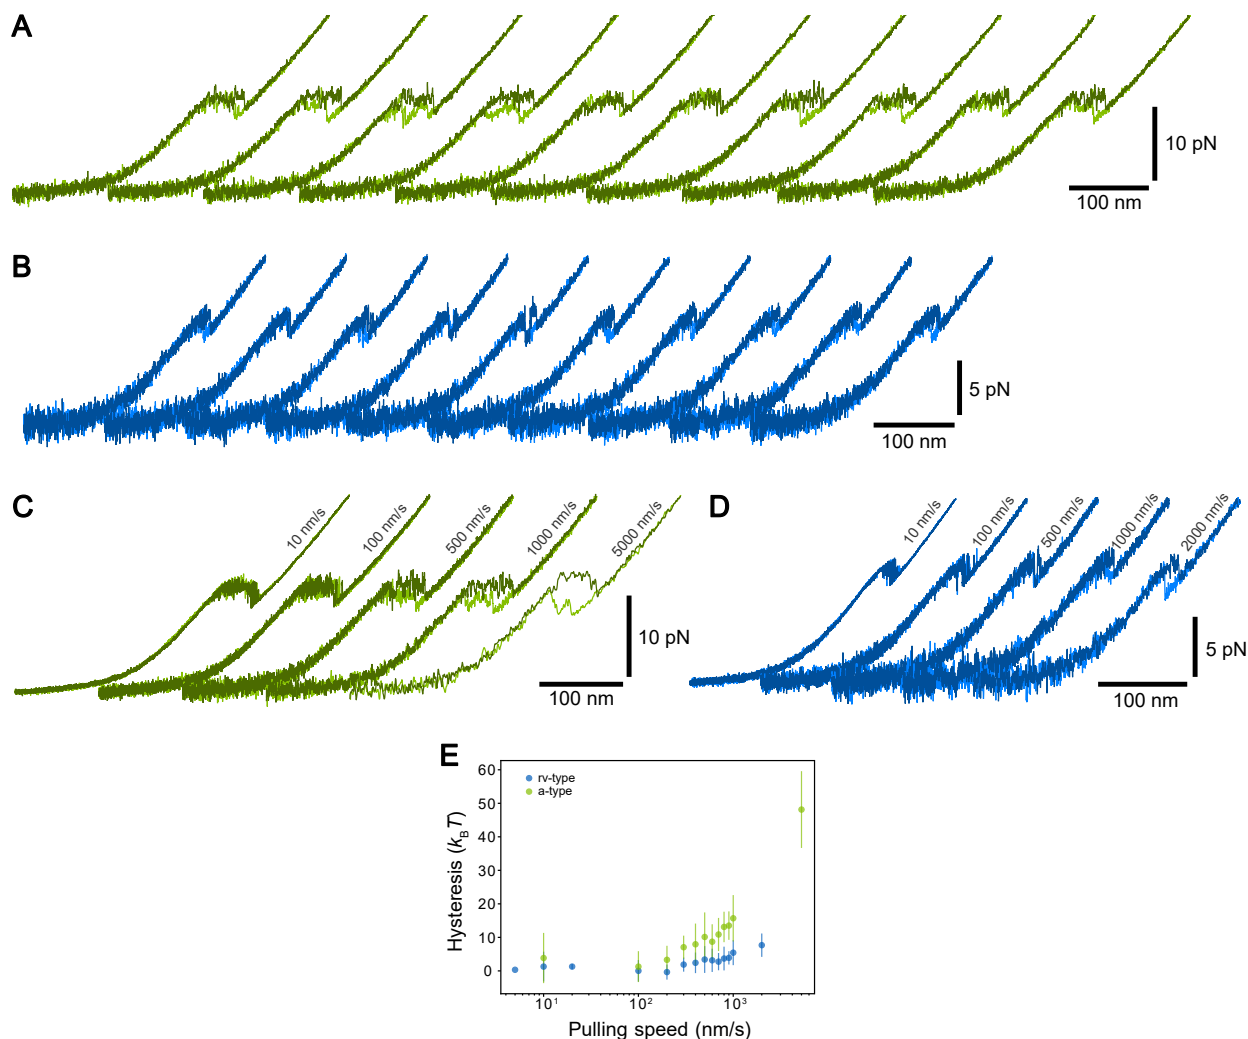 A
10 pN
100 nm
B
5 pN
100 nm
C
10 nm/s
100 nm/s
500 nm/s
1000 nm/s
5000 nm/s
10 pN
100 nm
D
10 nm/s
100 nm/s
500 nm/s
1000 nm/s
2000 nm/s
5 pN
100 nm
E
rv-type
a-type
60
50
40
30
20
10
0
Hysteresis (k_B T)
10¹
10²
10³
Pulling speed (nm/s)